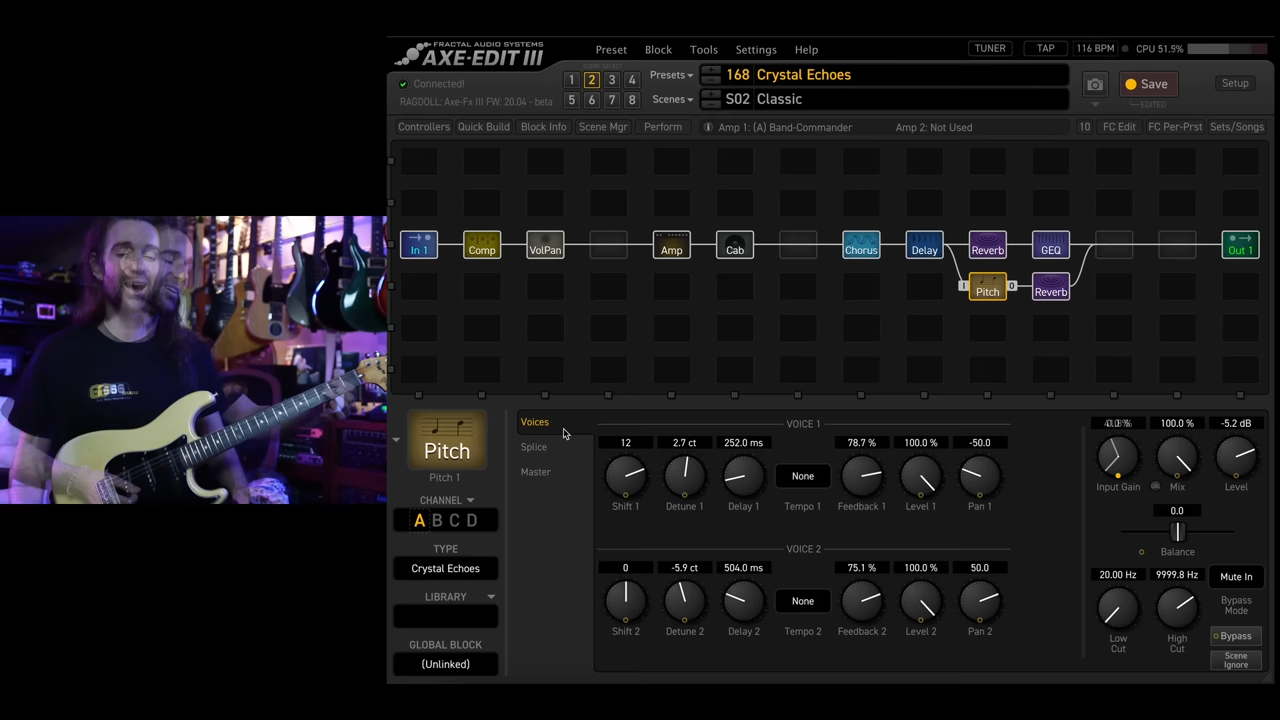 FRACTAL AUDIO SYSTEMS
AXE-EDIT III
Preset Block Tools Settings Help
TUNER TAP 116 BPM CPU 51.9%
SCENE SELECT
1 2 3 4
5 6 7 8
Presets 168 Crystal Echoes
Scenes S02 Classic
Save
EDITED
Setup
Connected!
RAGDOLL: Axe-Fx III FW: 20.04 - beta
Controllers Quick Build Block Info Scene Mgr Perform Amp 1: (A) Band-Commander Amp 2: Not Used 10 FC Edit FC Per-Prst Sets/Songs
In 1 Comp VolPan Amp Cab Chorus Delay Reverb GEQ Out 1
I Pitch O Reverb
Pitch
Pitch 1
CHANNEL
A B C D
TYPE
Crystal Echoes
LIBRARY
GLOBAL BLOCK
(Unlinked)
Voices
Splice
Master
VOICE 1
12 2.7 ct 252.0 ms 78.7 % 100.0 % -50.0
None
Shift 1 Detune 1 Delay 1 Tempo 1 Feedback 1 Level 1 Pan 1
VOICE 2
0 -5.9 ct 504.0 ms 75.1 % 100.0 % 50.0
None
Shift 2 Detune 2 Delay 2 Tempo 2 Feedback 2 Level 2 Pan 2
100.0 % -5.2 dB
Input Gain Mix Level
0.0
Balance
20.00 Hz 9999.8 Hz Mute In
Bypass Mode
Low Cut
High Cut
Bypass
Scene Ignore